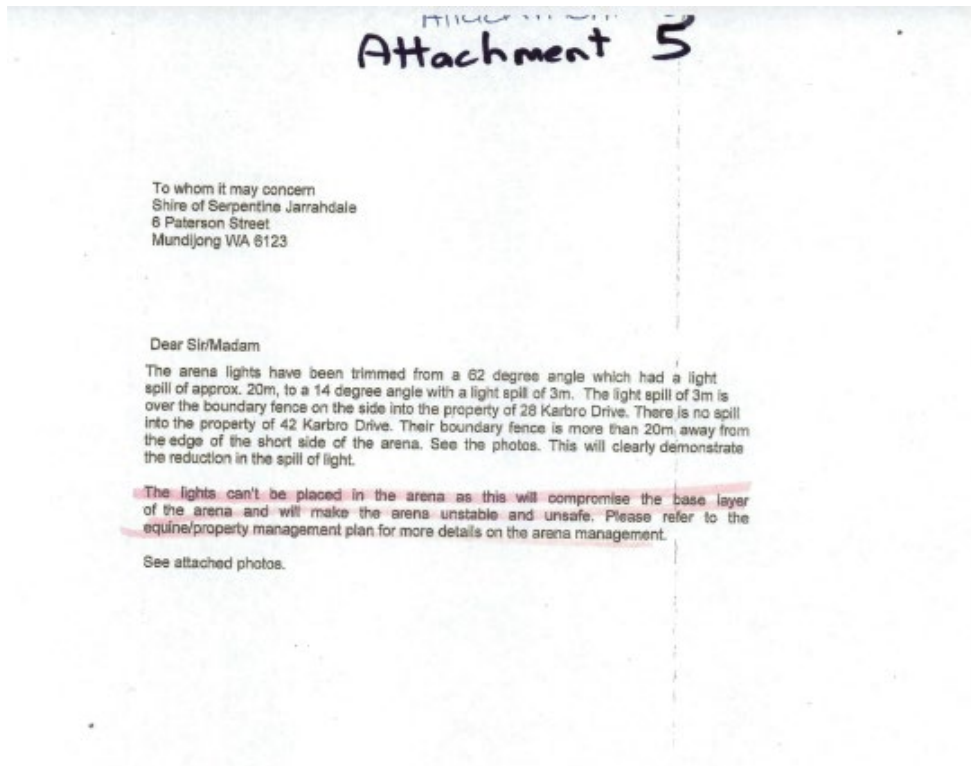 Attachment 5
To whom it may concern
Shire of Serpentine Jarrahdale
6 Paterson Street
Mundijong WA 6123
Dear Sir/Madam
The arena lights have been trimmed from a 62 degree angle which had a light
spill of approx. 20m, to a 14 degree angle with a light spill of 3m. The light spill of 3m is
over the boundary fence on the side into the property of 28 Karbro Drive. There is no spill
into the property of 42 Karbro Drive. Their boundary fence is more than 20m away from
the edge of the short side of the arena. See the photos. This will clearly demonstrate
the reduction in the spill of light.
The lights can't be placed in the arena as this will compromise the base layer
of the arena and will make the arena unstable and unsafe. Please refer to the
equine/property management plan for more details on the arena management.
See attached photos.